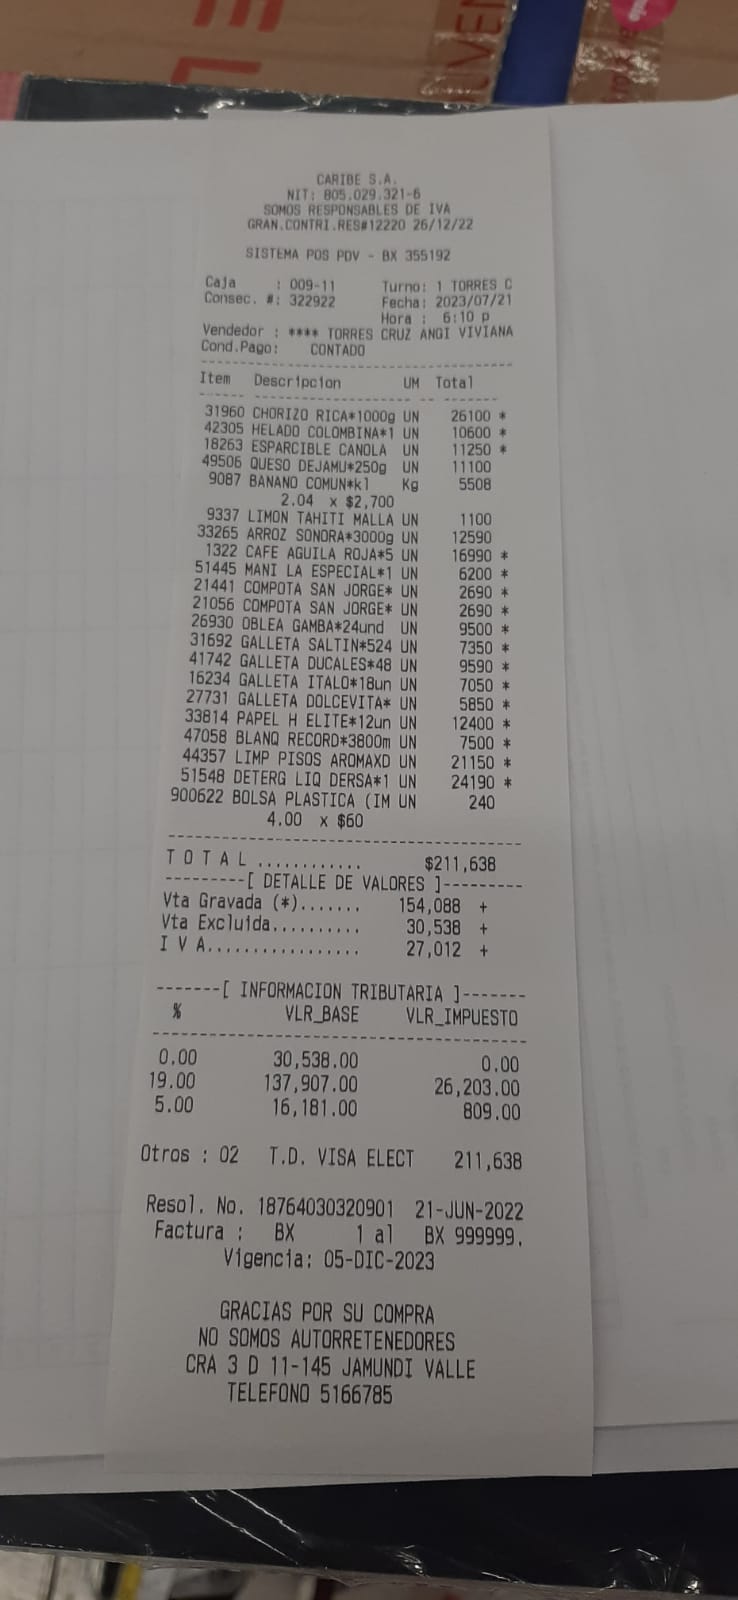 CARIBE S.A.
NIT: 805.029.321-6
SOMOS RESPONSABLES DE IVA
GRAN.CONTRI.RES#12220 26/12/22
SISTEMA POS PDV - BX 355192
Caja : 009-11 Turno: 1 TORRES C
Consec. #: 322922 Fecha: 2023/07/21
Hora : 6:10 p
Vendedor : **** TORRES CRUZ ANGI VIVIANA
Cond.Pago: CONTADO
Item Descripcion UM Total
31960 CHORIZO RICA*1000g UN 26100 *
42305 HELADO COLOMBINA*1 UN 10600 *
18263 ESPARCIBLE CANOLA UN 11250 *
49506 QUESO DEJAMU*250g UN 11100
9087 BANANO COMUN*kl Kg 5508
2.04 x $2,700
9337 LIMON TAHITI MALLA UN 1100
33265 ARROZ SONORA*3000g UN 12590
1322 CAFE AGUILA ROJA*5 UN 16990 *
51445 MANI LA ESPECIAL*1 UN 6200 *
21441 COMPOTA SAN JORGE* UN 2690 *
21056 COMPOTA SAN JORGE* UN 2690 *
26930 OBLEA GAMBA*24und UN 9500 *
31692 GALLETA SALTIN*524 UN 7350 *
41742 GALLETA DUCALES*48 UN 9590 *
16234 GALLETA ITALO*18un UN 7050 *
27731 GALLETA DOLCEVITA* UN 5850 *
33814 PAPEL H ELITE*12un UN 12400 *
47058 BLANQ RECORD*3800m UN 7500 *
44357 LIMP PISOS AROMAXD UN 21150 *
51548 DETERG LIQ DERSA*1 UN 24190 *
900622 BOLSA PLASTICA (IM UN 240
4.00 x $60
T O T A L ............ $211,638
---------[ DETALLE DE VALORES ]---------
Vta Gravada (*)....... 154,088 +
Vta Excluida.......... 30,538 +
I V A................. 27,012 +
-------[ INFORMACION TRIBUTARIA ]-------
% VLR_BASE VLR_IMPUESTO
0.00 30,538.00 0.00
19.00 137,907.00 26,203.00
5.00 16,181.00 809.00
Otros : 02 T.D. VISA ELECT 211,638
Resol. No. 18764030320901 21-JUN-2022
Factura : BX 1 al BX 999999.
Vigencia: 05-DIC-2023
GRACIAS POR SU COMPRA
NO SOMOS AUTORRETENEDORES
CRA 3 D 11-145 JAMUNDI VALLE
TELEFONO 5166785